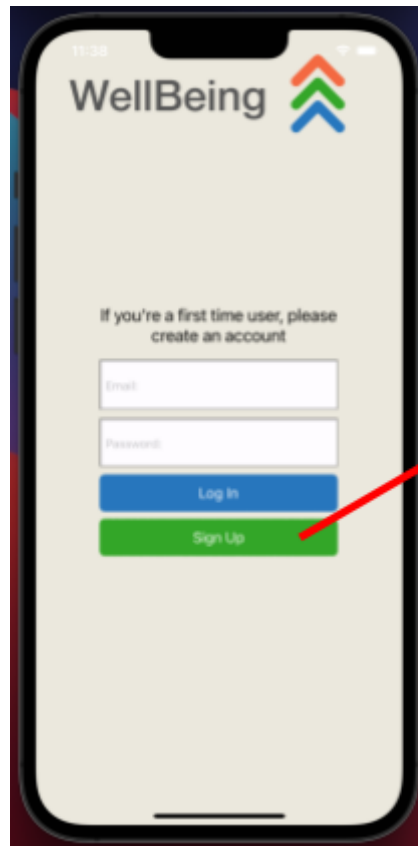 11:38
WellBeing
If you're a first time user, please
create an account
Email:
Password:
Log In
Sign Up